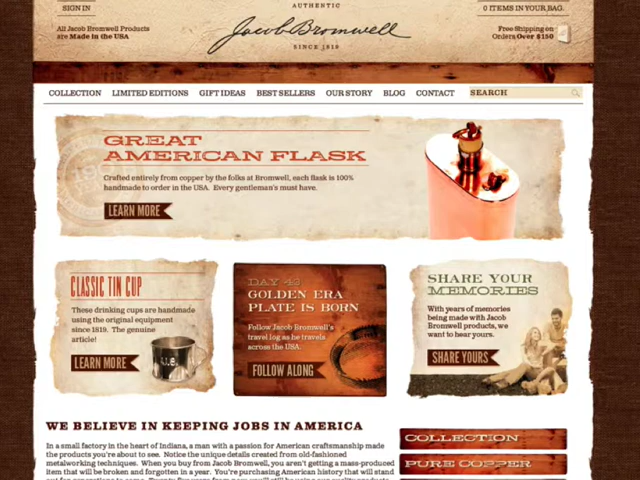 AUTHENTIC
SIGN IN
0 ITEMS IN YOUR BAG.
Jacob Bromwell
All Jacob Bromwell Products
are Made in the USA
Free Shipping on
Orders Over $150
SINCE 1819
COLLECTION LIMITED EDITIONS GIFT IDEAS BEST SELLERS OUR STORY BLOG CONTACT SEARCH
GREAT
AMERICAN FLASK
Crafted entirely from copper by the folks at Bromwell, each flask is 100%
handmade to order in the USA. Every gentleman's must have.
LEARN MORE
CLASSIC TIN CUP
These drinking cups are handmade
using the original equipment
since 1819. The genuine
article!
LEARN MORE
U.S.
DAY 43
GOLDEN ERA
PLATE IS BORN
Follow Jacob Bromwell's
travel log as he travels
across the USA.
FOLLOW ALONG
SHARE YOUR
MEMORIES
With years of memories
being made with Jacob
Bromwell products, we
want to hear yours.
SHARE YOURS
WE BELIEVE IN KEEPING JOBS IN AMERICA
In a small factory in the heart of Indiana, a man with a passion for American craftsmanship made
the products you're about to see. Notice the unique details created from old-fashioned
metalworking techniques. When you buy from Jacob Bromwell, you aren't getting a mass-produced
item that will be broken and forgotten in a year. You're purchasing American history that will stand
COLLECTION
PURE COPPER